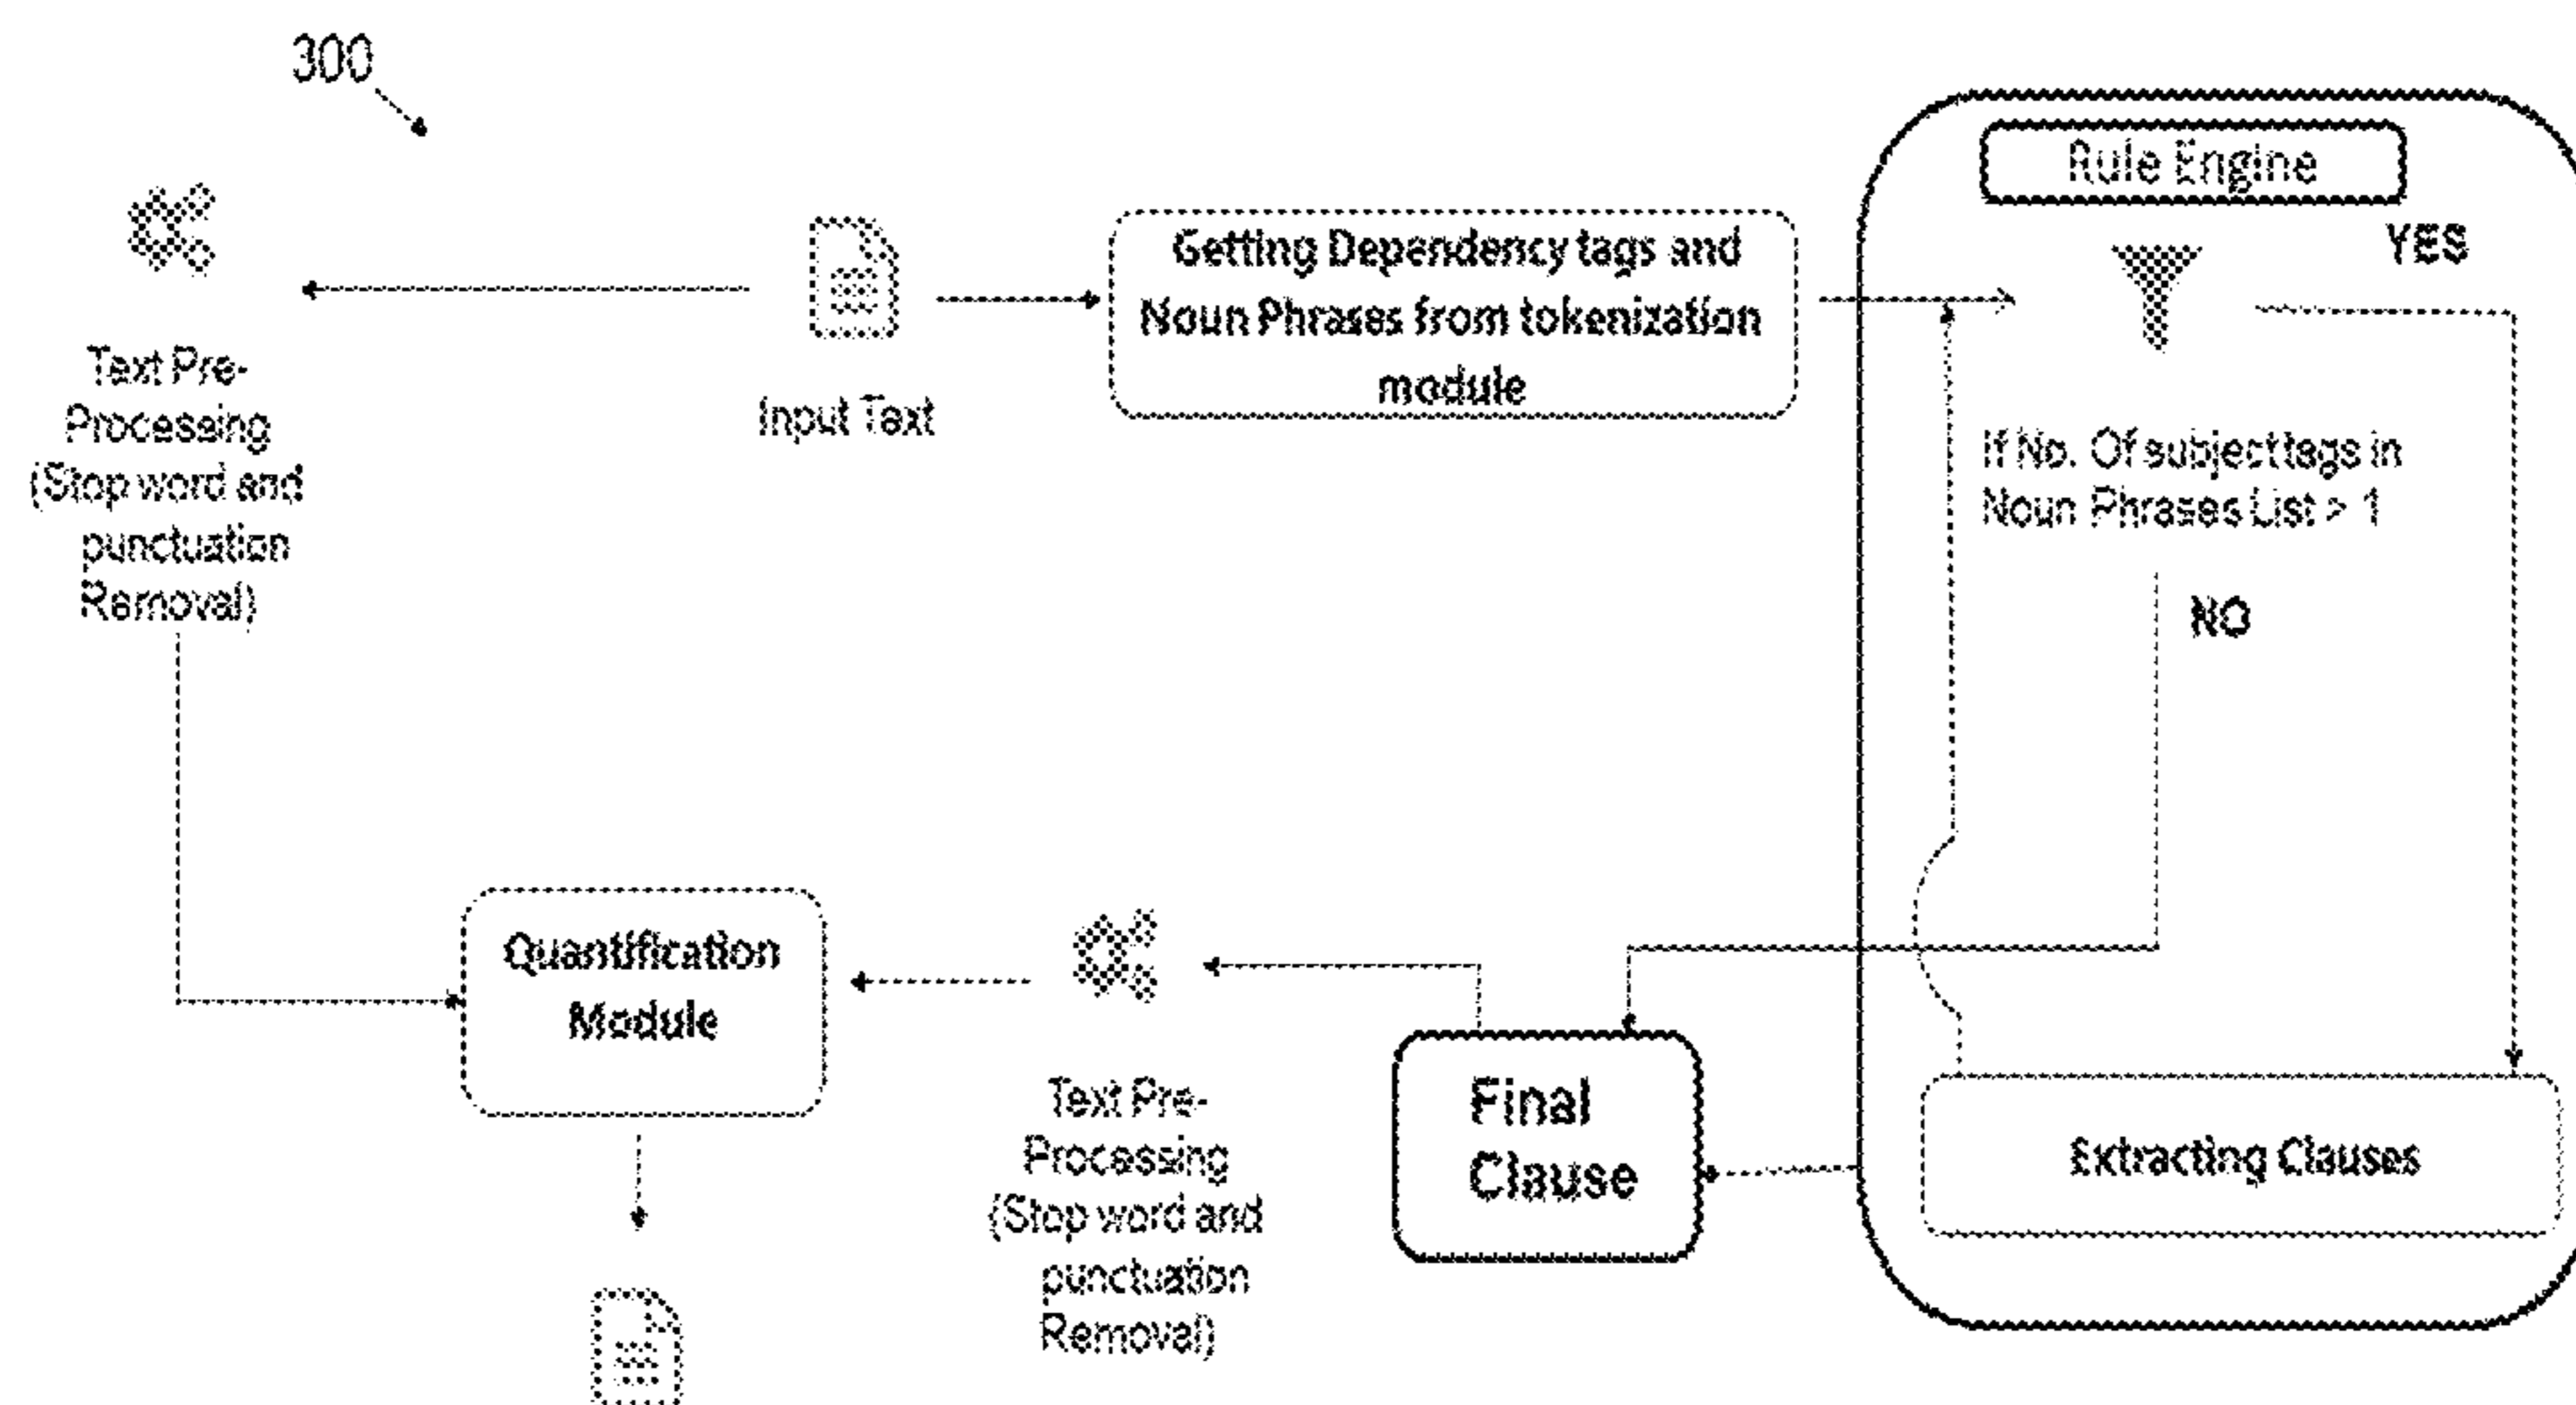 300
Rule Engine
YES
Getting Dependency tags and
Noun Phrases from tokenization
module
Input Text
Text Pre-
Processing
(Stop word and
punctuation
Removal)
If No. Of subject tags in
Noun Phrases List > 1
NO
Quantification
Module
Text Pre-
Processing
(Stop word and
punctuation
Removal)
Final
Clause
Extracting Clauses